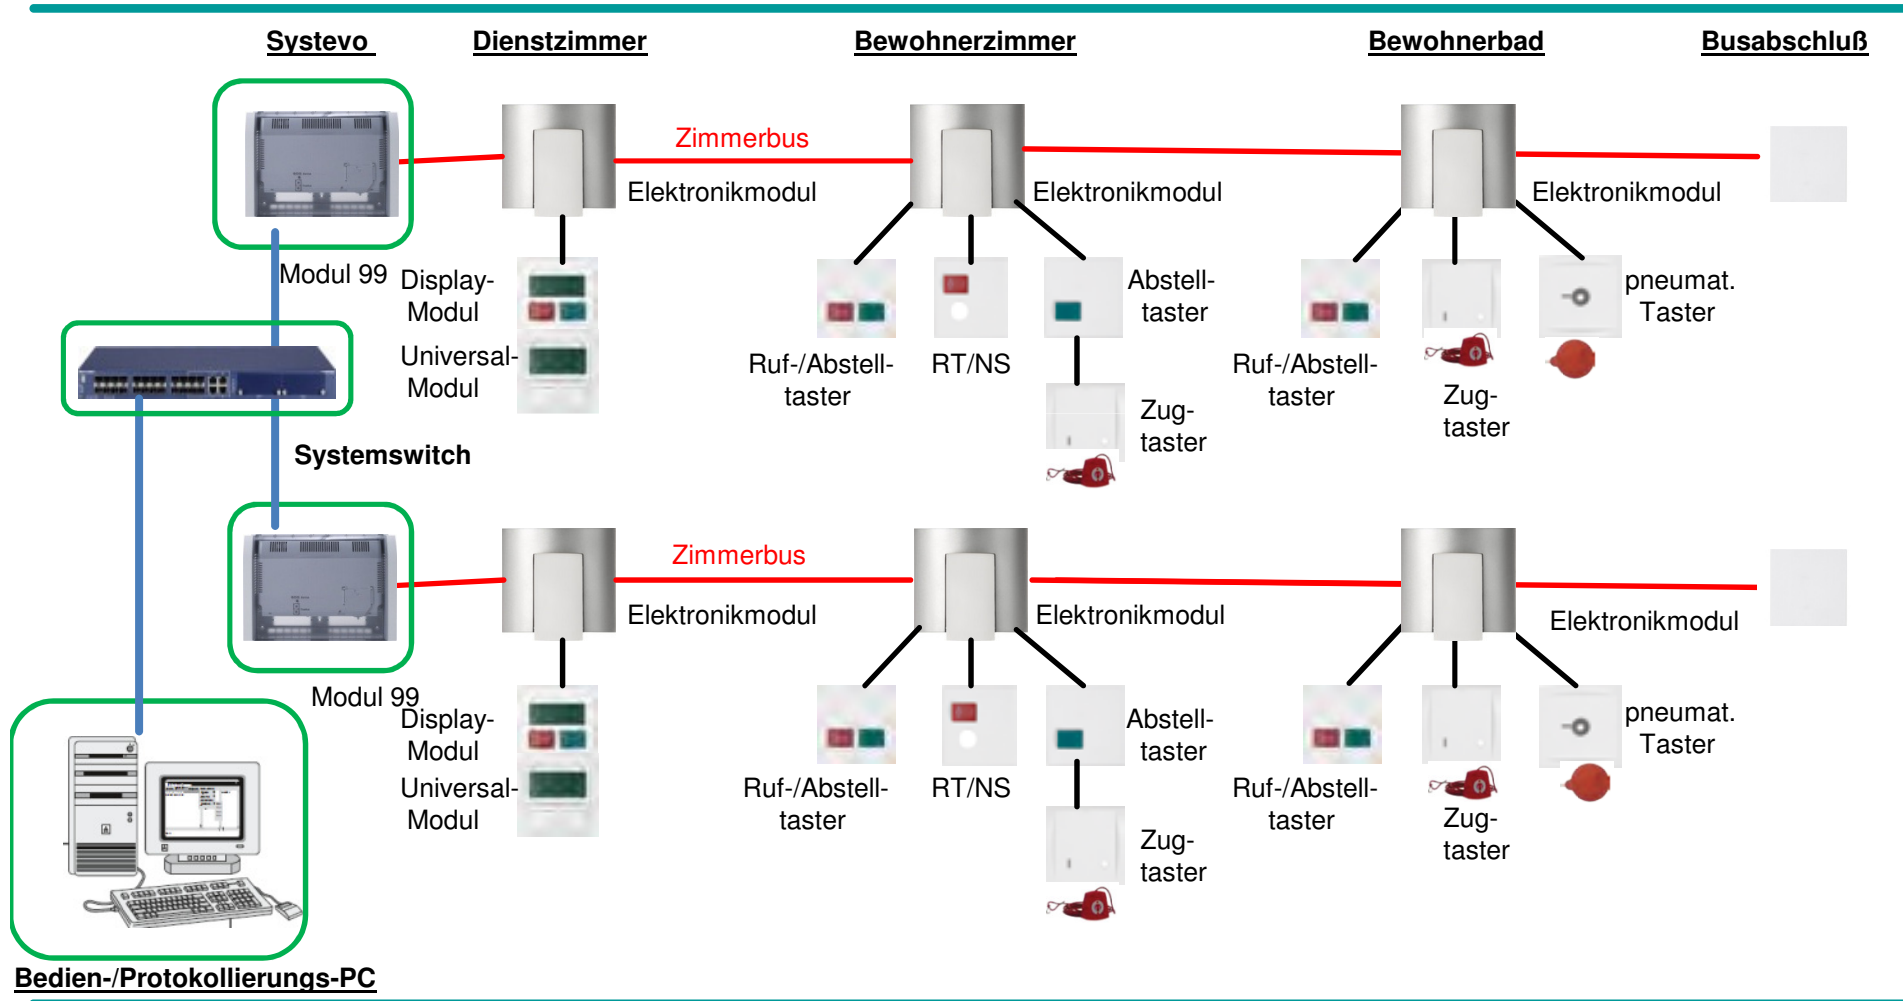 Systevo
Dienstzimmer
Bewohnerzimmer
Bewohnerbad
Busabschluß
Zimmerbus
Elektronikmodul
Elektronikmodul
Elektronikmodul
Modul 99
Display-
Modul
Universal-
Modul
Ruf-/Abstell-
taster
RT/NS
Abstell-
taster
Zug-
taster
Ruf-/Abstell-
taster
Zug-
taster
pneumat.
Taster
Systemswitch
Zimmerbus
Elektronikmodul
Elektronikmodul
Elektronikmodul
Modul 99
Display-
Modul
Universal-
Modul
Ruf-/Abstell-
taster
RT/NS
Abstell-
taster
Zug-
taster
Ruf-/Abstell-
taster
Zug-
taster
pneumat.
Taster
Bedien-/Protokollierungs-PC